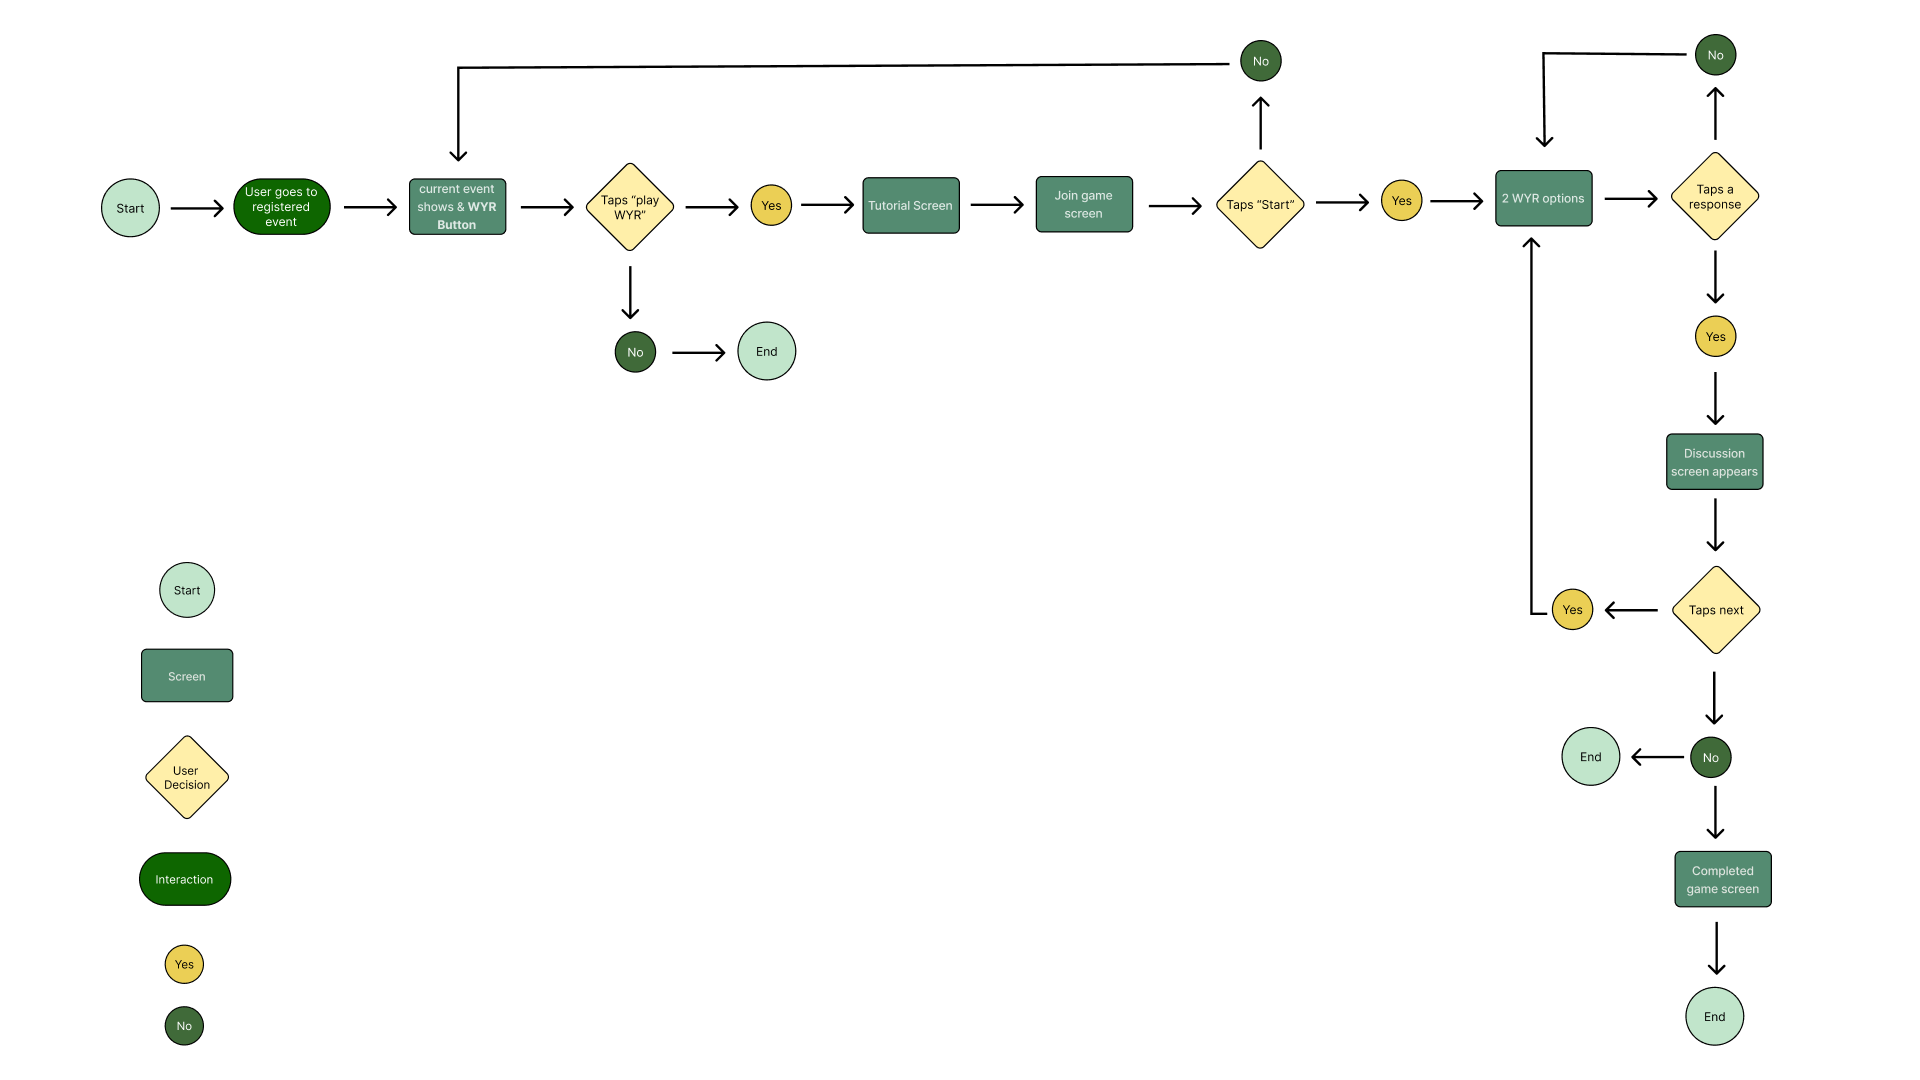 No
No
Start
User goes to
registered
event
current event
shows & WYR
Button
Taps “play
WYR”
Yes
Tutorial Screen
Join game
screen
Taps “Start”
Yes
2 WYR options
Taps a
response
No
End
Yes
Discussion
screen appears
Yes
Taps next
End
No
Completed
game screen
End
Start
Screen
User
Decision
Interaction
Yes
No